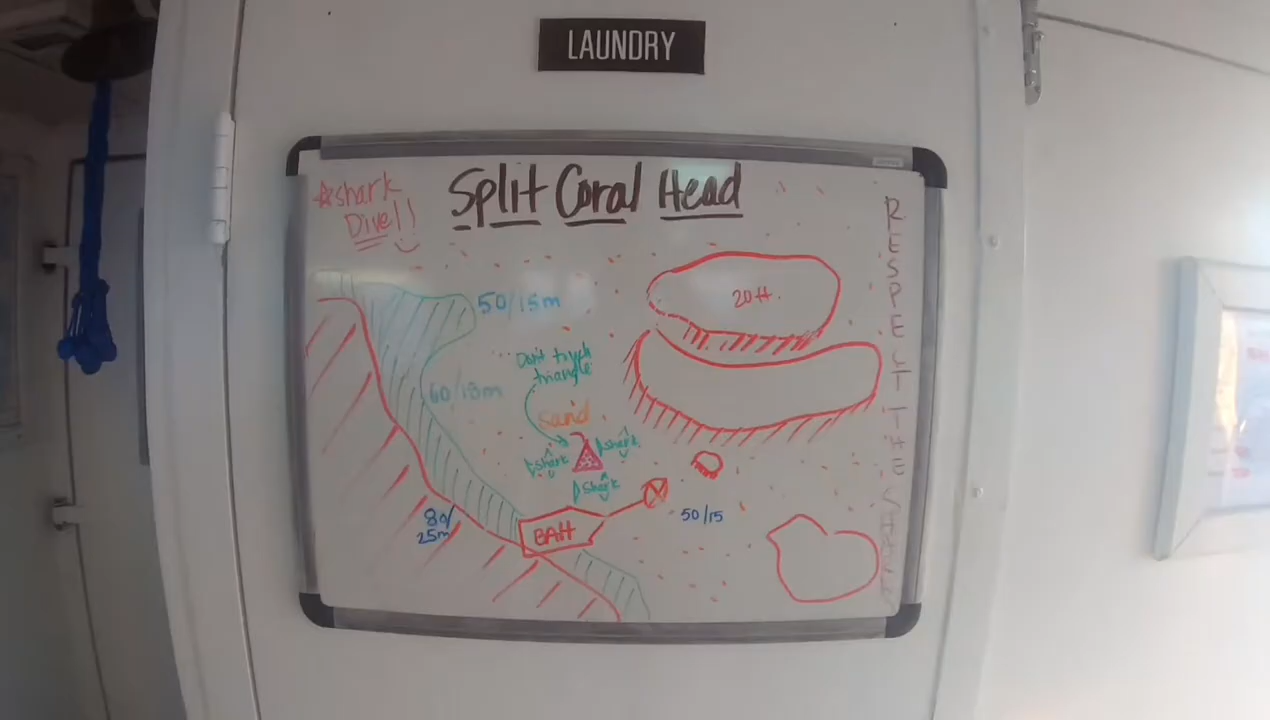 LAUNDRY
☆shark
Dive!!
Split Coral Head
50/15m
20ft.
Don't touch
triangle
60/18m
sand
shark
shark
shark
80/
25m
BAH
50/15
RESPECT THE SHARK